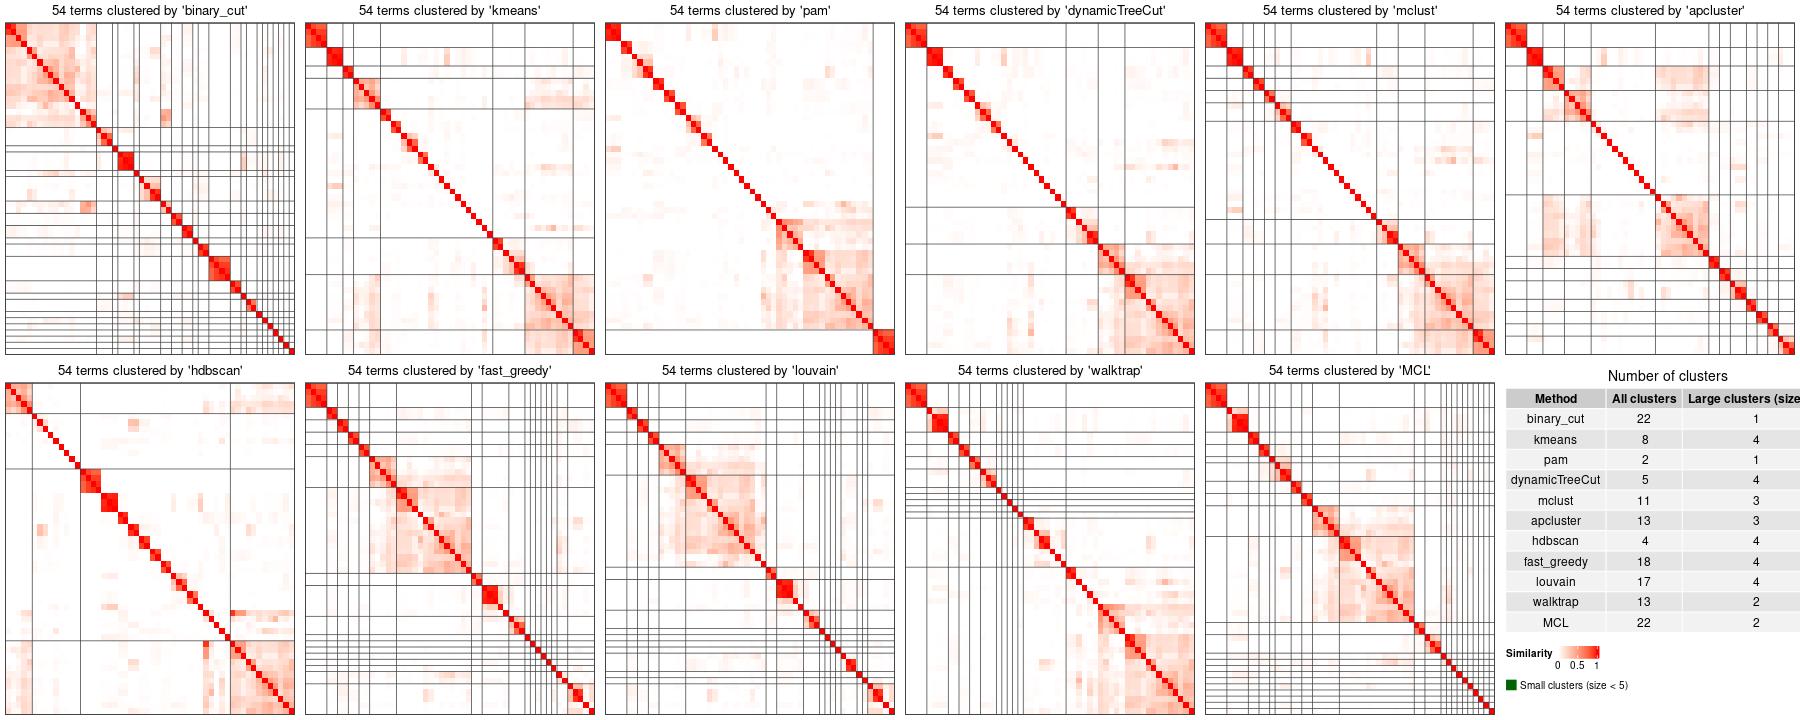 54 terms clustered by 'binary_cut'
54 terms clustered by 'kmeans'
54 terms clustered by 'pam'
54 terms clustered by 'dynamicTreeCut'
54 terms clustered by 'mclust'
54 terms clustered by 'apcluster'
54 terms clustered by 'hdbscan'
54 terms clustered by 'fast_greedy'
54 terms clustered by 'louvain'
54 terms clustered by 'walktrap'
54 terms clustered by 'MCL'
Number of clusters
Method All clusters Large clusters (size
binary_cut 22 1
kmeans 8 4
pam 2 1
dynamicTreeCut 5 4
mclust 11 3
apcluster 13 3
hdbscan 4 4
fast_greedy 18 4
louvain 17 4
walktrap 13 2
MCL 22 2
Similarity
0 0.5 1
Small clusters (size < 5)